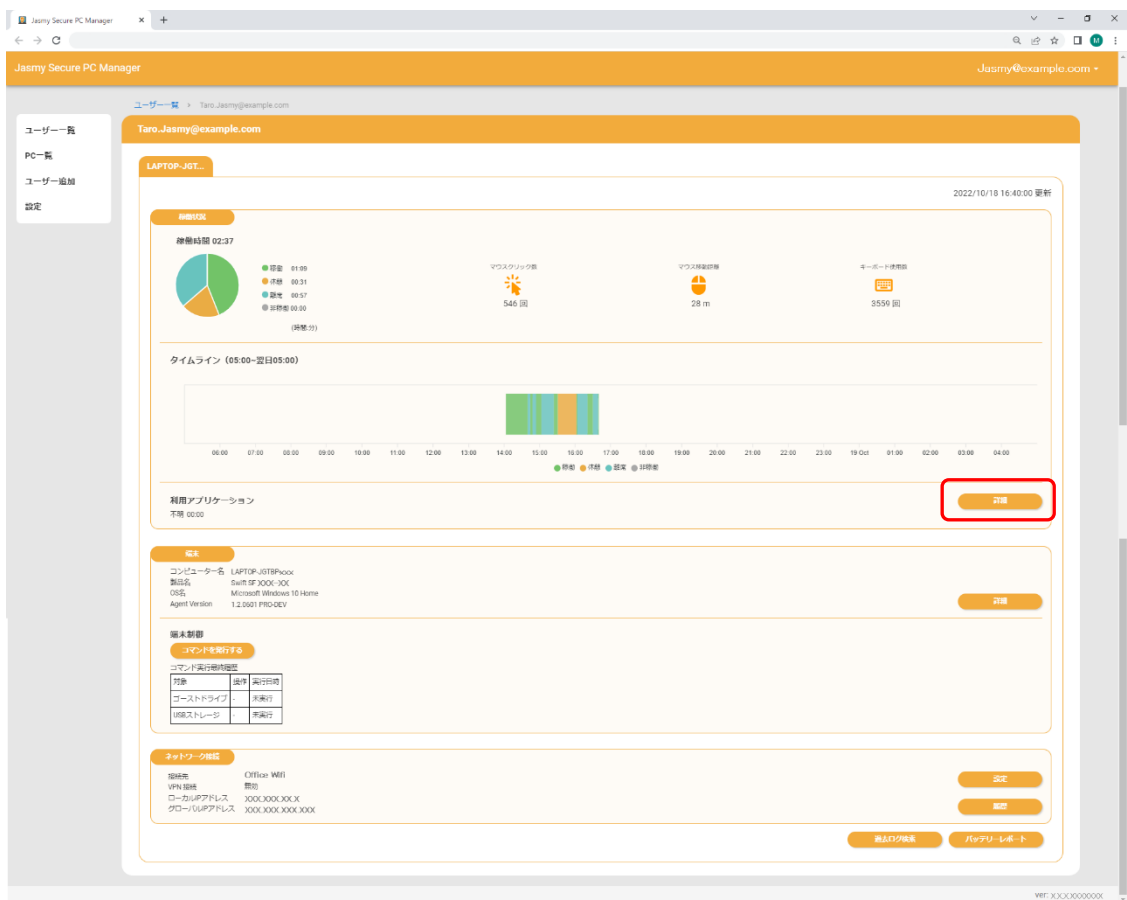 Jasmy Secure PC Manager
Jasmy Secure PC Manager
Jasmy@example.com
ユーザー一覧 > Taro.Jasmy@example.com
ユーザー一覧
PC一覧
ユーザー追加
設定
Taro.Jasmy@example.com
LAPTOP-JGT...
2022/10/18 16:40:00 更新
稼働状況
稼働時間 02:37
稼働 01:09
休憩 00:31
離席 00:57
非稼働 00:00
(時間:分)
マウスクリック数
546 回
マウス移動距離
28 m
キーボード使用数
3559 回
タイムライン（05:00~翌日05:00）
06:00 07:00 08:00 09:00 10:00 11:00 12:00 13:00 14:00 15:00 16:00 17:00 18:00 19:00 20:00 21:00 22:00 23:00 19 Oct 01:00 02:00 03:00 04:00
稼働 休憩 離席 非稼働
利用アプリケーション
不明 00:00
詳細
端末
コンピューター名 LAPTOP-JGTBPxxxx
製品名 Swift SF XXX-XX
OS名 Microsoft Windows 10 Home
Agent Version 1.2.0601 PRO-DEV
詳細
端末制御
コマンドを発行する
コマンド実行最終履歴
対象 操作 実行日時
ゴーストドライブ - 未実行
USBストレージ - 未実行
ネットワーク接続
接続先 Office Wifi
VPN 接続 無効
ローカルIPアドレス XXX.XXX.XX.X
グローバルIPアドレス XXX.XXX.XXX.XXX
設定
履歴
過去ログ検索
バッテリーレポート